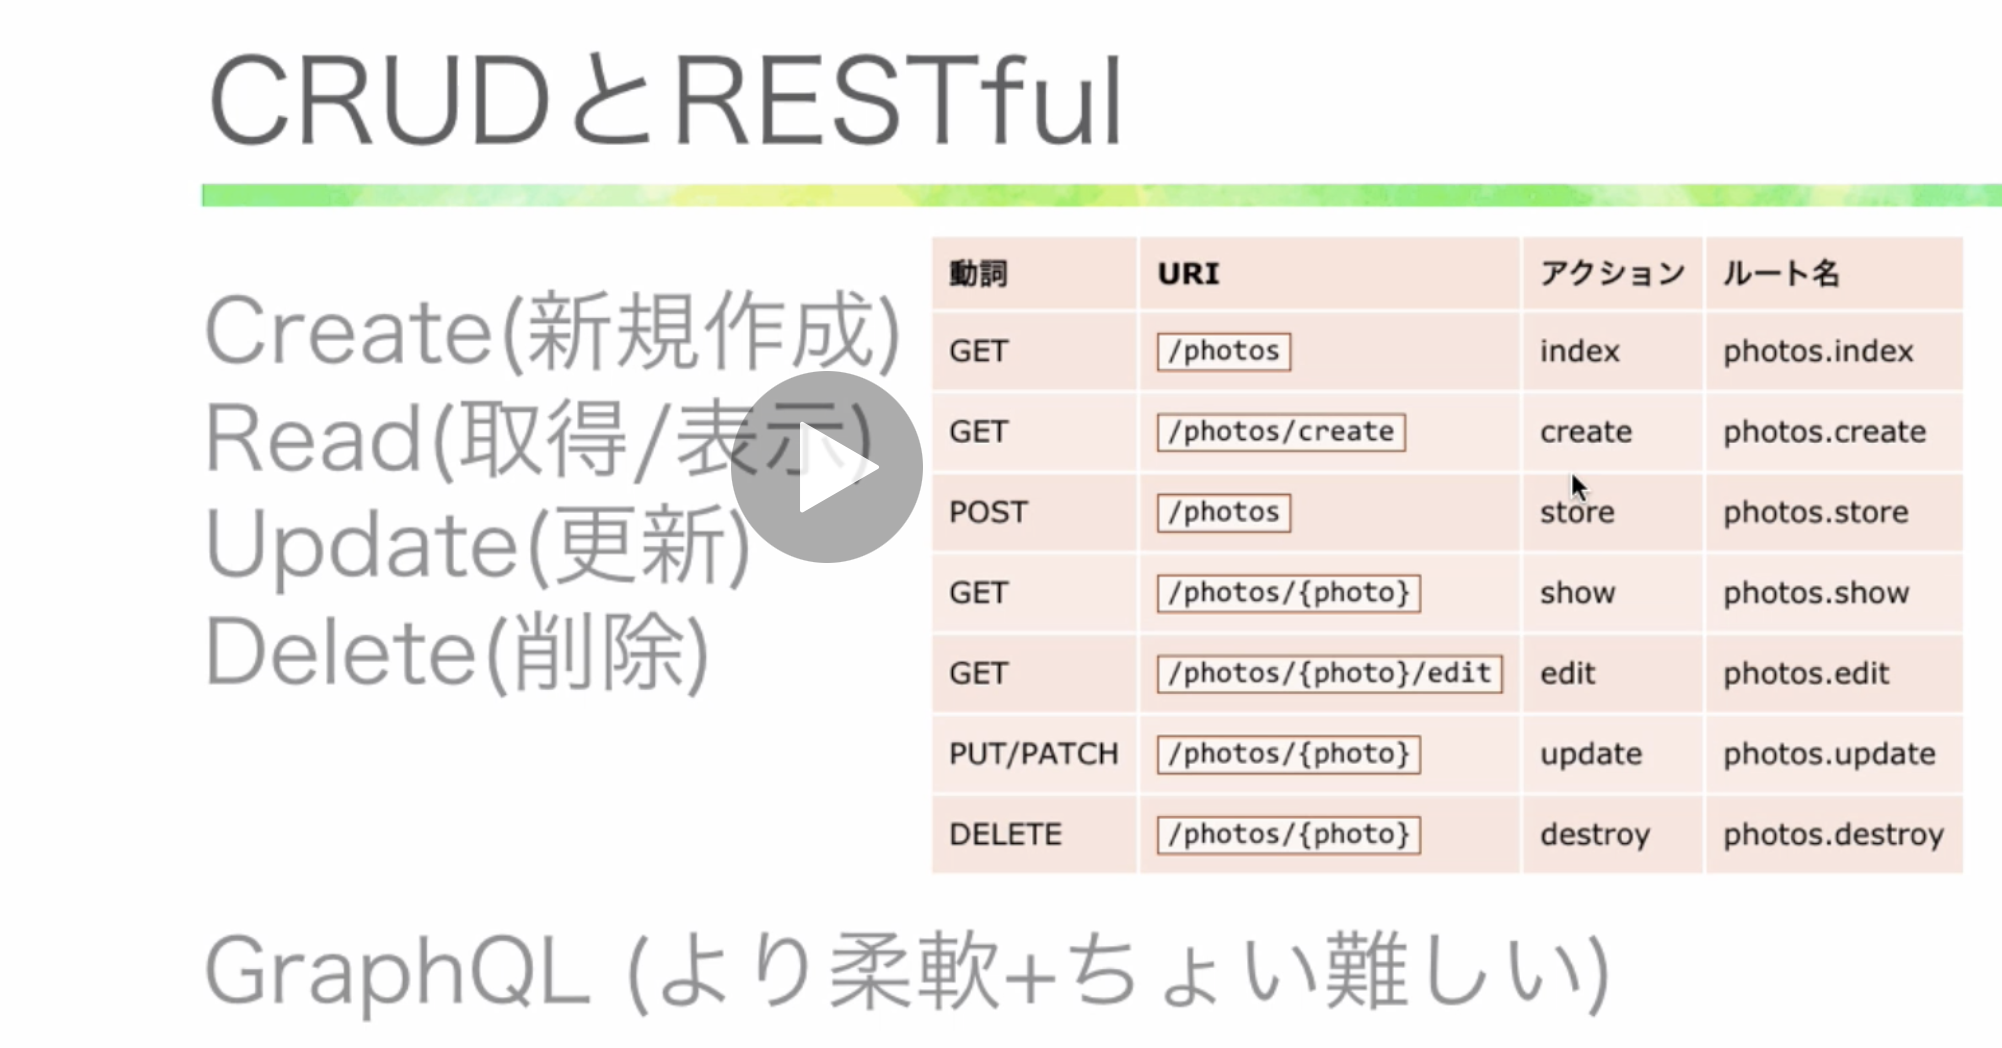 CRUDとRESTful
Create(新規作成)
Read(取得/表示)
Update(更新)
Delete(削除)
動詞 URI アクション ルート名
GET /photos index photos.index
GET /photos/create create photos.create
POST /photos store photos.store
GET /photos/{photo} show photos.show
GET /photos/{photo}/edit edit photos.edit
PUT/PATCH /photos/{photo} update photos.update
DELETE /photos/{photo} destroy photos.destroy
GraphQL (より柔軟+ちょい難しい)